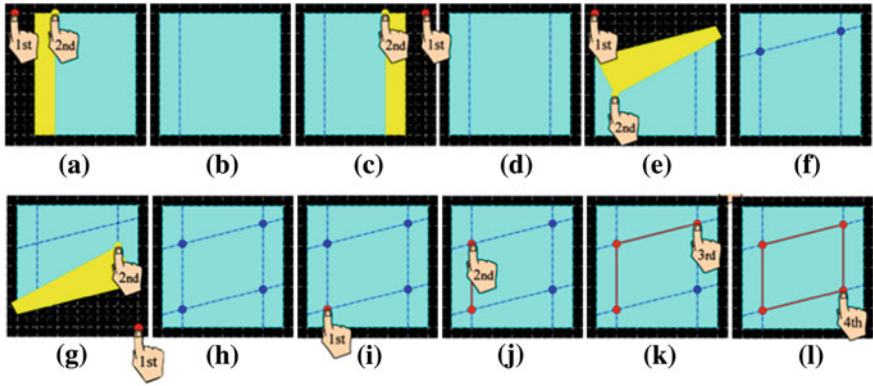 1st 2nd 2nd 1st 1st 2nd
(a) (b) (c) (d) (e) (f)
2nd 1st 1st 2nd 3rd 4th
(g) (h) (i) (j) (k) (l)